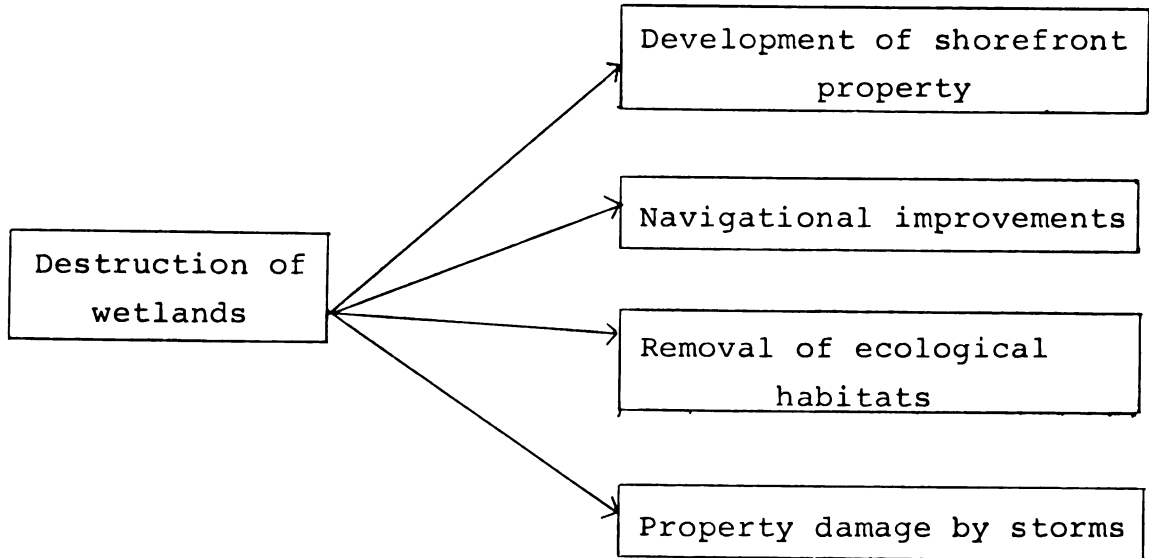 Development of shorefront
property
Navigational improvements
Destruction of
wetlands
Removal of ecological
habitats
Property damage by storms